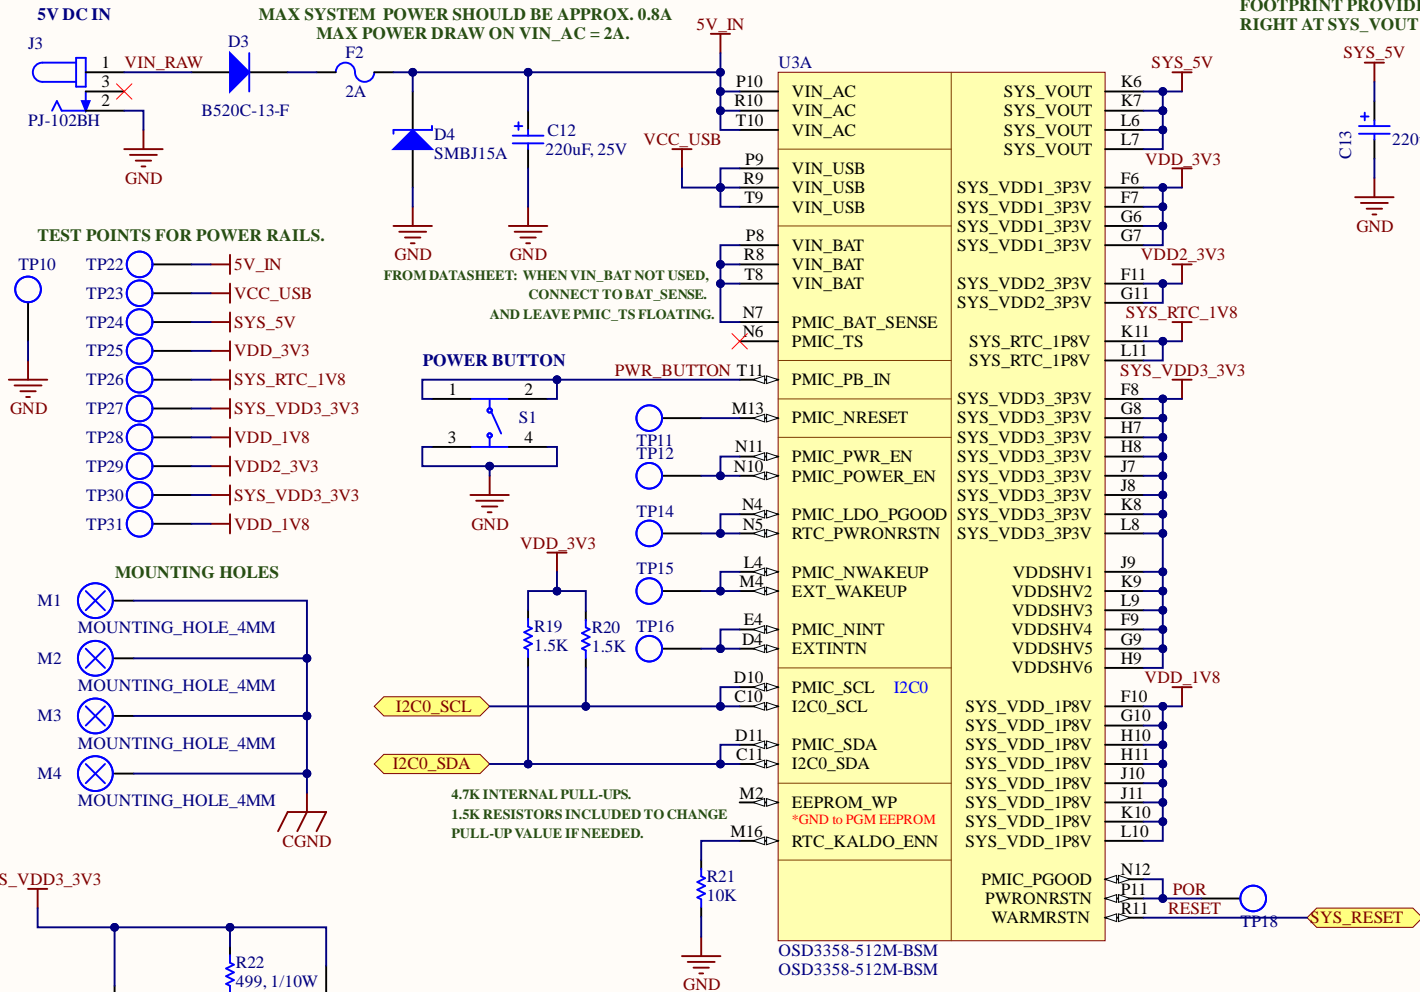 5V DC IN
J3
1
3
2
PJ-102BH
VIN_RAW
GND
D3
B520C-13-F
MAX SYSTEM POWER SHOULD BE APPROX. 0.8A
MAX POWER DRAW ON VIN_AC = 2A.
F2
2A
D4
SMBJ15A
GND
C12
220uF, 25V
GND
5V_IN
VCC_USB
FROM DATASHEET: WHEN VIN_BAT NOT USED,
CONNECT TO BAT_SENSE.
AND LEAVE PMIC_TS FLOATING.
TEST POINTS FOR POWER RAILS.
TP10
GND
TP22 5V_IN
TP23 VCC_USB
TP24 SYS_5V
TP25 VDD_3V3
TP26 SYS_RTC_1V8
TP27 SYS_VDD3_3V3
TP28 VDD_1V8
TP29 VDD2_3V3
TP30 SYS_VDD3_3V3
TP31 VDD_1V8
POWER BUTTON
PWR_BUTTON
1 2
S1
3 4
GND
TP11
TP12
TP14
TP15
TP16
MOUNTING HOLES
M1
MOUNTING_HOLE_4MM
M2
MOUNTING_HOLE_4MM
M3
MOUNTING_HOLE_4MM
M4
MOUNTING_HOLE_4MM
CGND
VDD_3V3
R19
1.5K
R20
1.5K
I2C0_SCL
I2C0_SDA
4.7K INTERNAL PULL-UPS.
1.5K RESISTORS INCLUDED TO CHANGE
PULL-UP VALUE IF NEEDED.
R21
10K
GND
S_VDD3_3V3
R22
499, 1/10W
U3A
P10 VIN_AC
R10 VIN_AC
T10 VIN_AC
P9 VIN_USB
R9 VIN_USB
T9 VIN_USB
P8 VIN_BAT
R8 VIN_BAT
T8 VIN_BAT
N7 PMIC_BAT_SENSE
N6 PMIC_TS
T11 PMIC_PB_IN
M13 PMIC_NRESET
N11 PMIC_PWR_EN
N10 PMIC_POWER_EN
N4 PMIC_LDO_PGOOD
N5 RTC_PWRONRSTN
L4 PMIC_NWAKEUP
M4 EXT_WAKEUP
E4 PMIC_NINT
D4 EXTINTN
D10 PMIC_SCL I2C0
C10 I2C0_SCL
D11 PMIC_SDA
C11 I2C0_SDA
M2 EEPROM_WP
*GND to PGM EEPROM
M16 RTC_KALDO_ENN
SYS_VOUT K6
SYS_VOUT K7
SYS_VOUT L6
SYS_VOUT L7
SYS_VDD1_3P3V F6
SYS_VDD1_3P3V F7
SYS_VDD1_3P3V G6
SYS_VDD1_3P3V G7
SYS_VDD2_3P3V F11
SYS_VDD2_3P3V G11
SYS_RTC_1P8V K11
SYS_RTC_1P8V L11
SYS_VDD3_3P3V F8
SYS_VDD3_3P3V G8
SYS_VDD3_3P3V H7
SYS_VDD3_3P3V H8
SYS_VDD3_3P3V J7
SYS_VDD3_3P3V J8
SYS_VDD3_3P3V K8
SYS_VDD3_3P3V L8
VDDSHV1 J9
VDDSHV2 K9
VDDSHV3 L9
VDDSHV4 F9
VDDSHV5 G9
VDDSHV6 H9
SYS_VDD_1P8V F10
SYS_VDD_1P8V G10
SYS_VDD_1P8V H10
SYS_VDD_1P8V H11
SYS_VDD_1P8V J10
SYS_VDD_1P8V J11
SYS_VDD_1P8V K10
SYS_VDD_1P8V L10
PMIC_PGOOD N12
PWRONRSTN P11
WARMRSTN R11
OSD3358-512M-BSM
OSD3358-512M-BSM
SYS_5V
VDD_3V3
VDD2_3V3
SYS_RTC_1V8
SYS_VDD3_3V3
VDD_1V8
POR
RESET
TP18
SYS_RESET
FOOTPRINT PROVIDE
RIGHT AT SYS_VOUT
SYS_5V
C13
220
GND